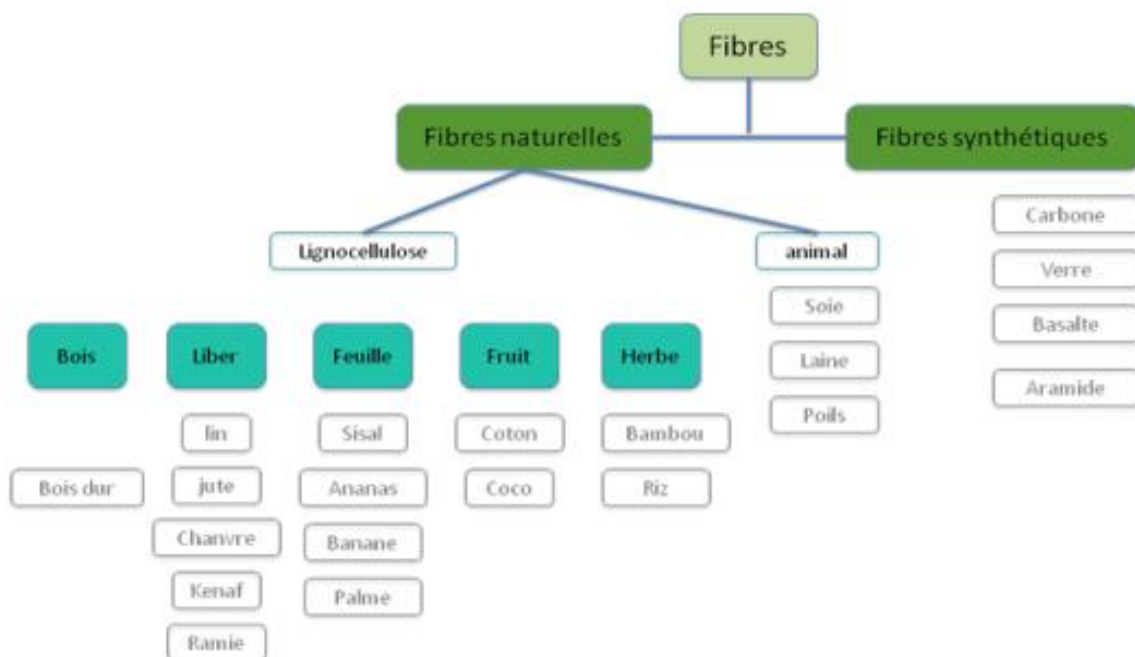 Fibres
Fibres naturelles
Fibres synthétiques
Lignocellulose
animal
Carbone
Verre
Basalte
Aramide
Soie
Laine
Poils
Bois
Liber
Feuille
Fruit
Herbe
Bois dur
lin
jute
Chanvre
Kenaf
Ramie
Sisal
Ananas
Banane
Palme
Coton
Coco
Bambou
Riz